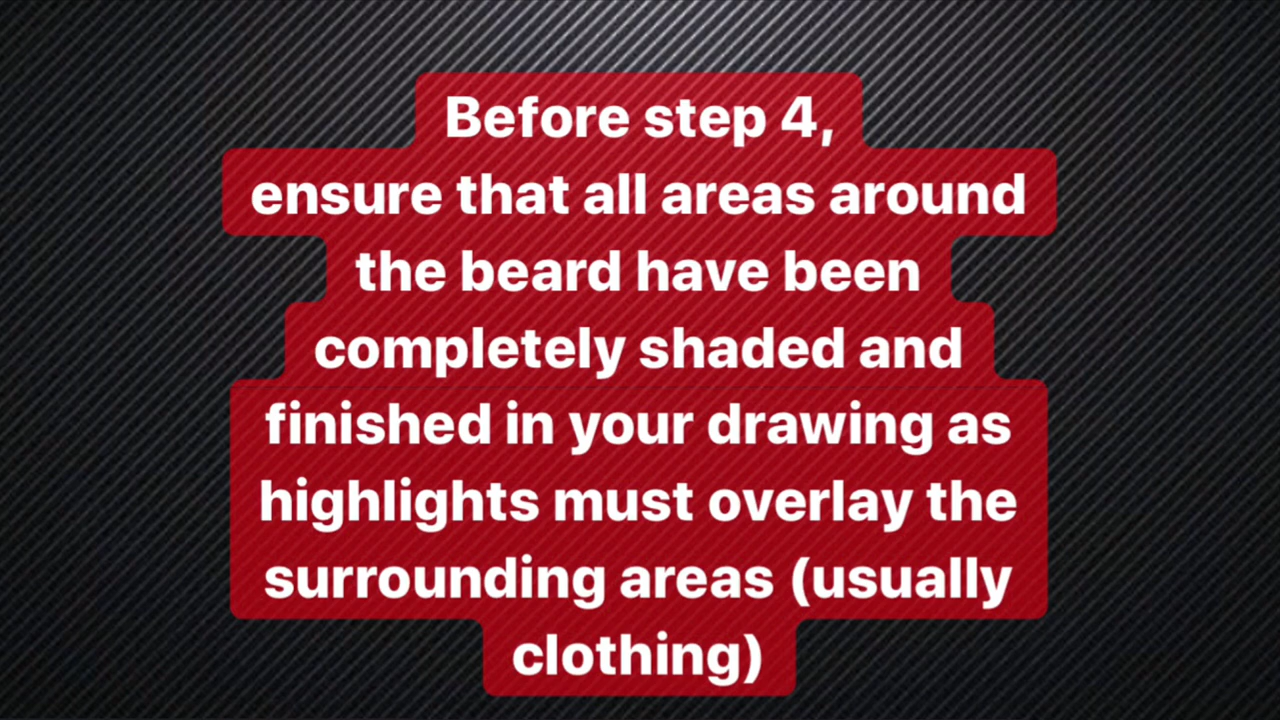 Before step 4,
ensure that all areas around
the beard have been
completely shaded and
finished in your drawing as
highlights must overlay the
surrounding areas (usually
clothing)